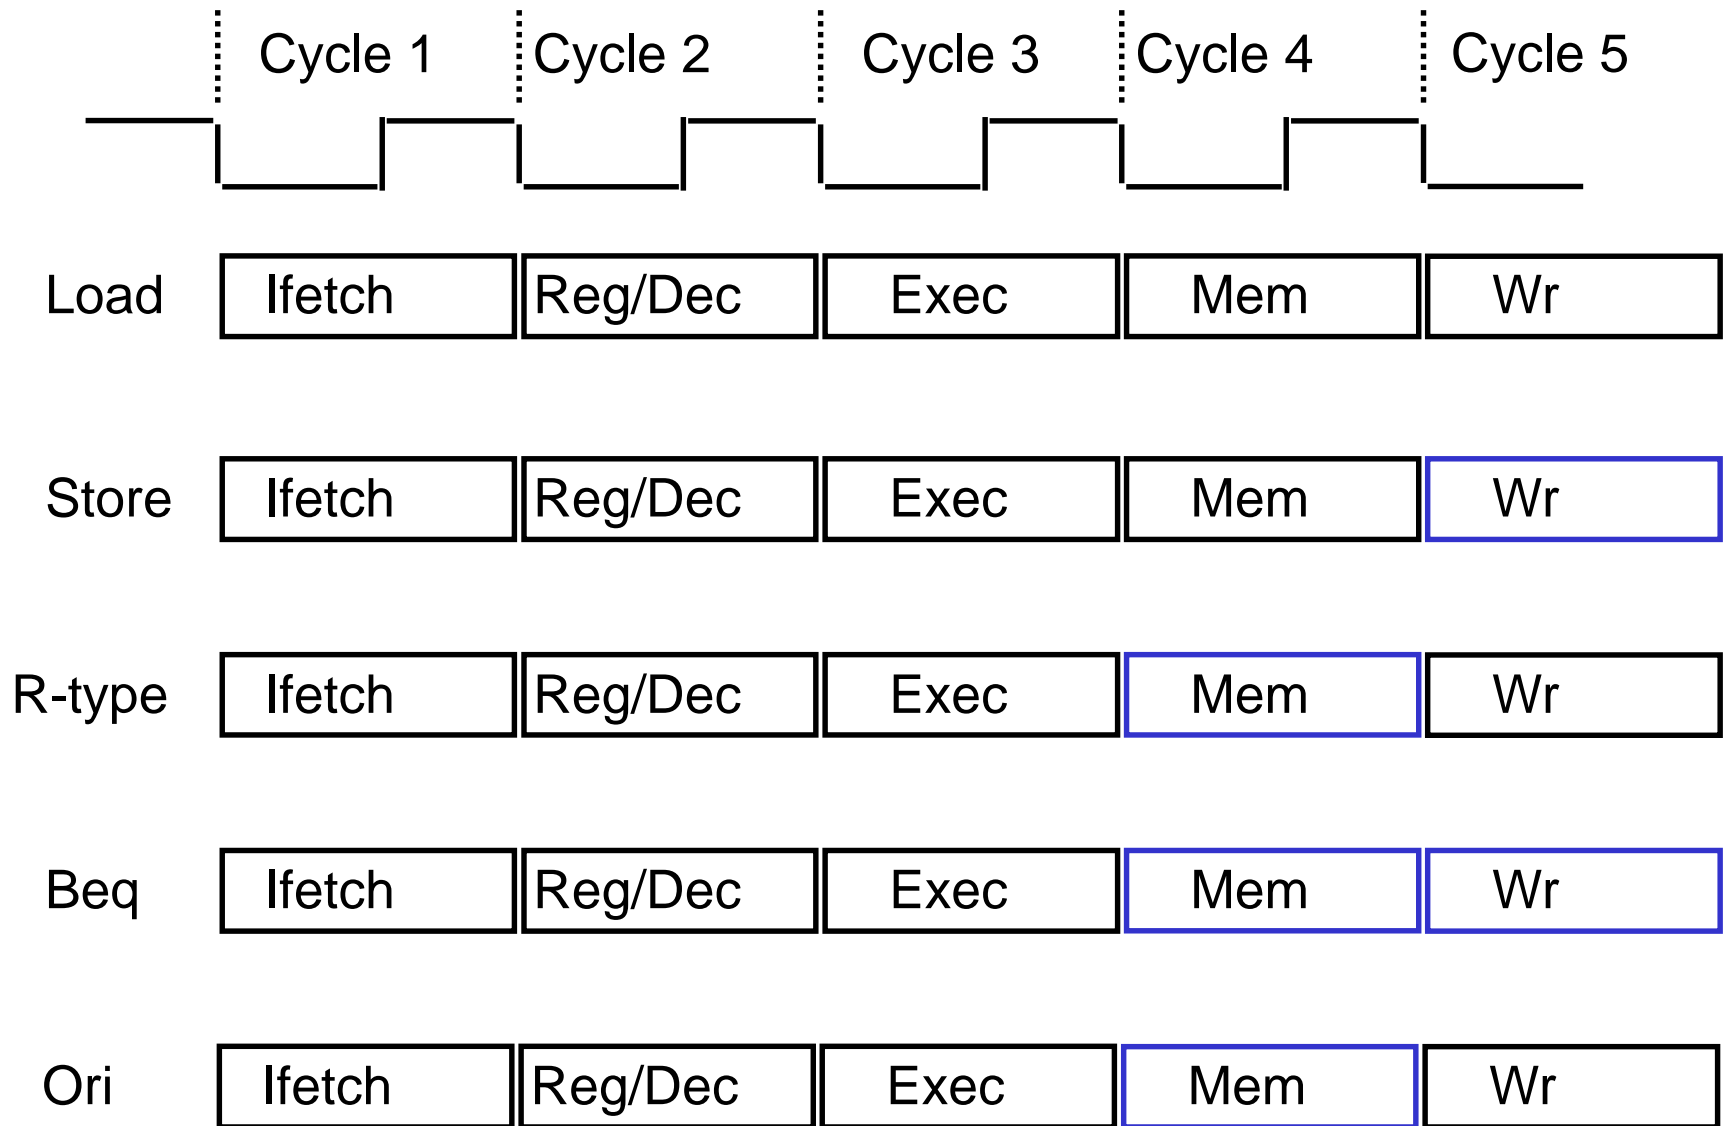 Cycle 1 Cycle 2 Cycle 3 Cycle 4 Cycle 5
Load Ifetch Reg/Dec Exec Mem Wr
Store Ifetch Reg/Dec Exec Mem Wr
R-type Ifetch Reg/Dec Exec Mem Wr
Beq Ifetch Reg/Dec Exec Mem Wr
Ori Ifetch Reg/Dec Exec Mem Wr